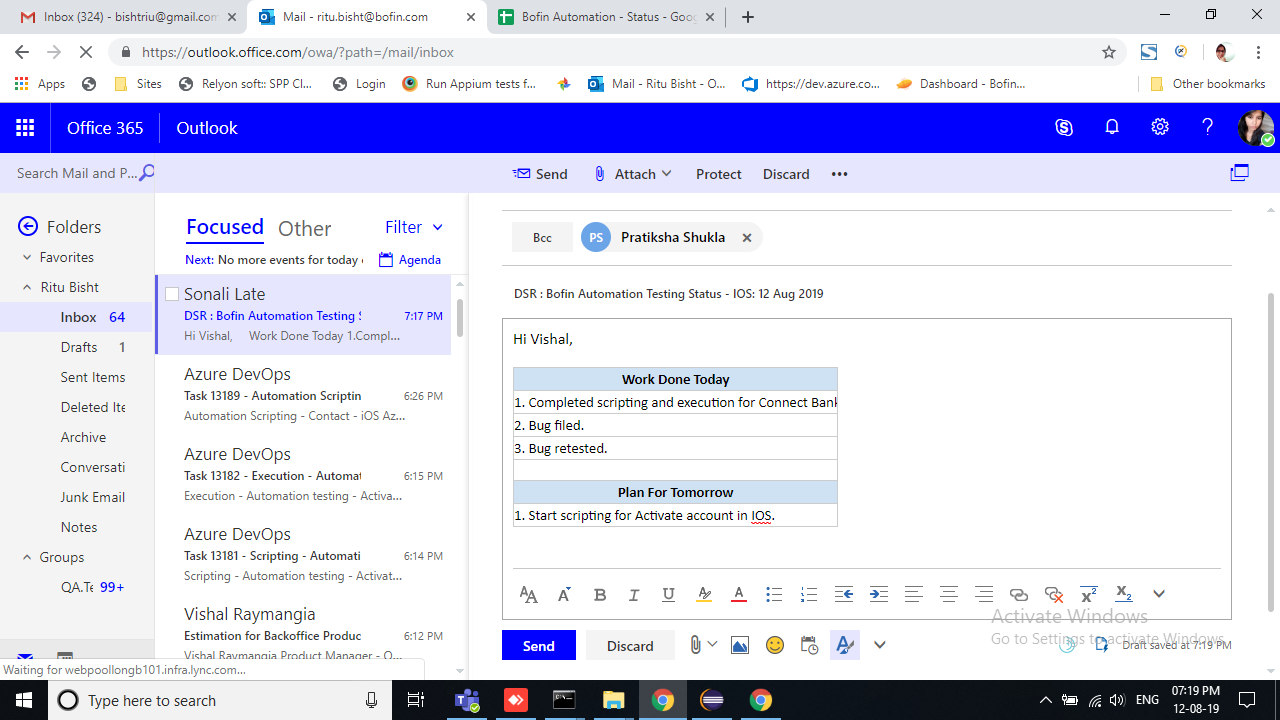 Inbox (324) - bishtriu@gmail.com
Mail - ritu.bisht@bofin.com
Bofin Automation - Status - Goo
https://outlook.office.com/owa/?path=/mail/inbox
Apps
Sites
Relyon soft:: SPP Cl...
Login
Run Appium tests f...
Mail - Ritu Bisht - O...
https://dev.azure.co...
Dashboard - Bofin...
Other bookmarks
Office 365
Outlook
Search Mail and P...
Send
Attach
Protect
Discard
Folders
Favorites
Ritu Bisht
Inbox 64
Drafts 1
Sent Items
Deleted Ite
Archive
Conversati
Junk Email
Notes
Groups
QA.Te 99+
Focused
Other
Filter
Next: No more events for today
Agenda
Sonali Late
DSR : Bofin Automation Testing S 7:17 PM
Hi Vishal, Work Done Today 1.Compl...
Azure DevOps
Task 13189 - Automation Scriptin 6:26 PM
Automation Scripting - Contact - iOS Az...
Azure DevOps
Task 13182 - Execution - Automat 6:15 PM
Execution - Automation testing - Activa...
Azure DevOps
Task 13181 - Scripting - Automati 6:14 PM
Scripting - Automation testing - Activat...
Vishal Raymangia
Estimation for Backoffice Produc 6:12 PM
Vishal Raymangia Product Manager - O...
Bcc
PS
Pratiksha Shukla
DSR : Bofin Automation Testing Status - IOS: 12 Aug 2019
Hi Vishal,
Work Done Today
1. Completed scripting and execution for Connect Bank
2. Bug filed.
3. Bug retested.
Plan For Tomorrow
1. Start scripting for Activate account in IOS.
Activate Windows
Go to Settings to activate Windows.
Send
Discard
Draft saved at 7:19 PM
Waiting for webpoollongb101.infra.lync.com...
Type here to search
ENG
07:19 PM
12-08-19